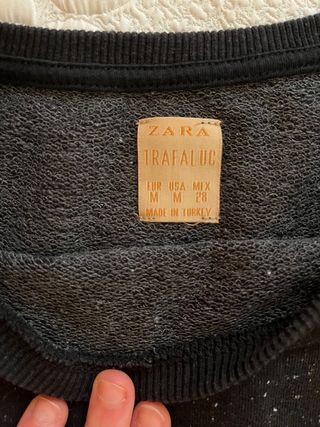 ZARA
TRAFALUC
EUR USA MEX
M M 28
MADE IN TURKEY